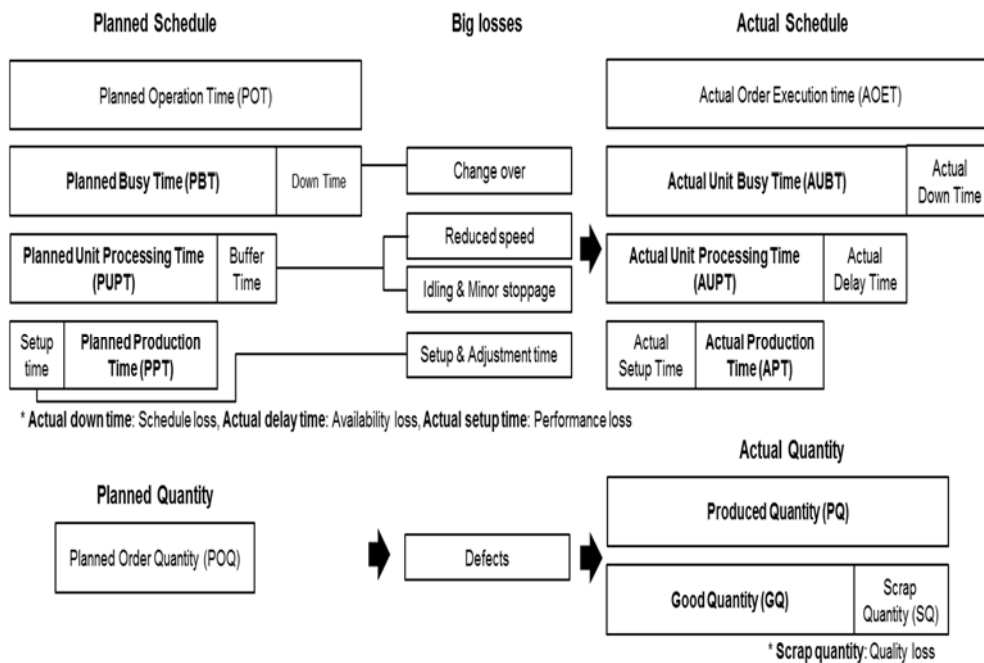 Planned Schedule
Big losses
Actual Schedule
Planned Operation Time (POT)
Actual Order Execution time (AOET)
Planned Busy Time (PBT)
Down Time
Change over
Actual Unit Busy Time (AUBT)
Actual
Down Time
Planned Unit Processing Time
(PUPT)
Buffer
Time
Reduced speed
Idling & Minor stoppage
Actual Unit Processing Time
(AUPT)
Actual
Delay Time
Setup
time
Planned Production
Time (PPT)
Setup & Adjustment time
Actual
Setup Time
Actual Production
Time (APT)
* Actual down time: Schedule loss, Actual delay time: Availability loss, Actual setup time: Performance loss
Actual Quantity
Planned Quantity
Produced Quantity (PQ)
Planned Order Quantity (POQ)
Defects
Good Quantity (GQ)
Scrap
Quantity (SQ)
* Scrap quantity: Quality loss